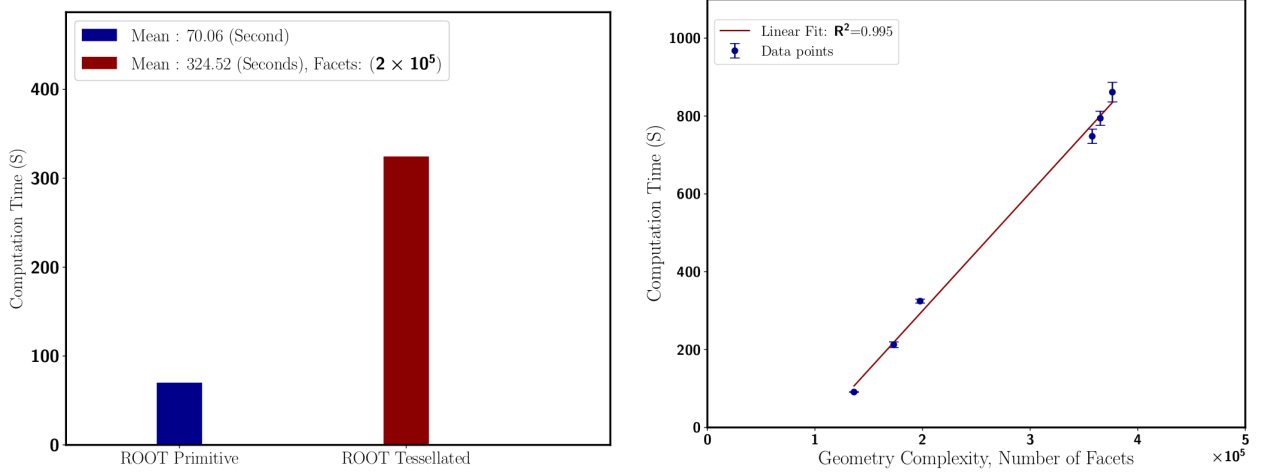 Mean : 70.06 (Second)
Mean : 324.52 (Seconds), Facets: (2 × 10⁵)
Computation Time (S)
400
300
200
100
0
ROOT Primitive
ROOT Tessellated
Linear Fit: R²=0.995
Data points
Computation Time (S)
1000
800
600
400
200
0
0 1 2 3 4 5
×10⁵
Geometry Complexity, Number of Facets